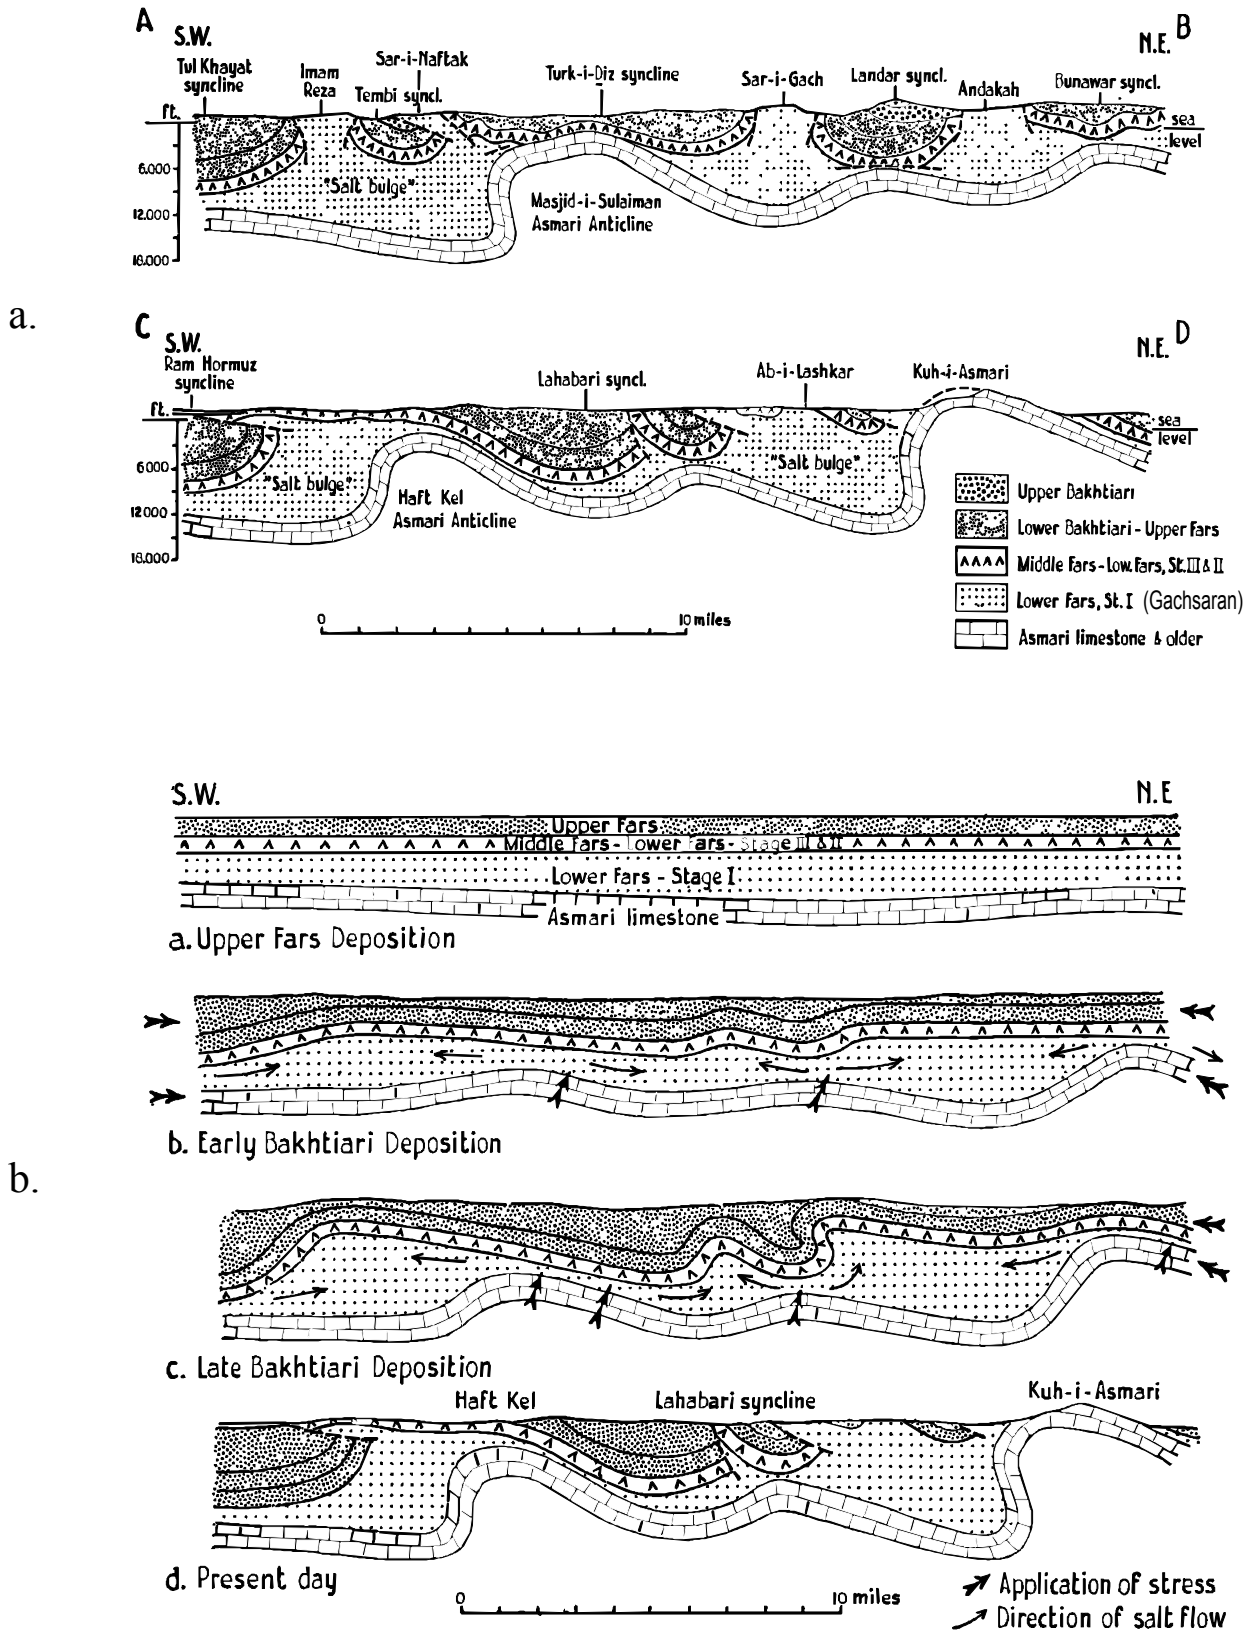 A
S.W.
B
N.E.
Tul Khayat
syncline
Imam
Reza
Sar-i-Naftak
Tembi syncl.
Turk-i-Diz syncline
Sar-i-Gach
Landar syncl.
Andakah
Bunawar syncl.
ft.
sea
level
6.000
12.000
18.000
"Salt bulge"
Masjid-i-Sulaiman
Asmari Anticline
a.
C
S.W.
D
N.E.
Ram Hormuz
syncline
Lahabari syncl.
Ab-i-Lashkar
Kuh-i-Asmari
ft.
sea
level
6000
12000
18.000
"Salt bulge"
Haft Kel
Asmari Anticline
"Salt bulge"
Upper Bakhtiari
Lower Bakhtiari - Upper Fars
Middle Fars-Low. Fars, St. III & II
Lower Fars, St. I (Gachsaran)
Asmari limestone & older
0 10 miles
S.W. N.E
Upper Fars
Middle Fars - Lower Fars - Stage III & II
Lower Fars - Stage I
Asmari limestone
a. Upper Fars Deposition
b. Early Bakhtiari Deposition
b.
c. Late Bakhtiari Deposition
Haft Kel
Lahabari syncline
Kuh-i-Asmari
d. Present day
0 10 miles
Application of stress
Direction of salt flow